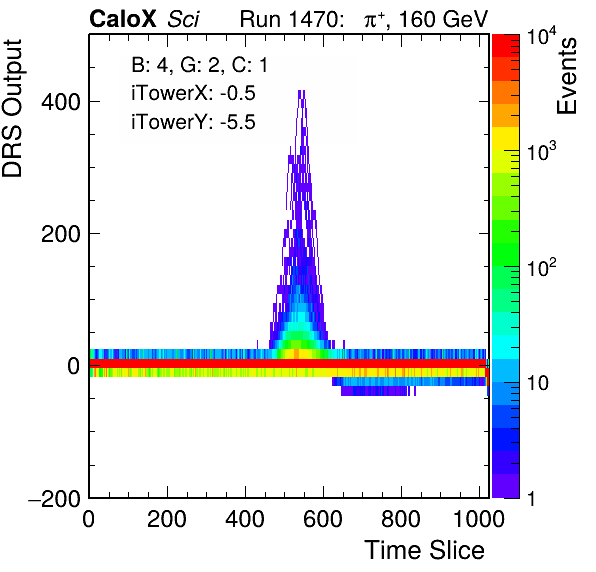 CaloX Sci Run 1470: π⁺, 160 GeV
B: 4, G: 2, C: 1
iTowerX: -0.5
iTowerY: -5.5
DRS Output
400
200
0
−200
0 200 400 600 800 1000
Time Slice
Events
10⁴
10³
10²
10
1